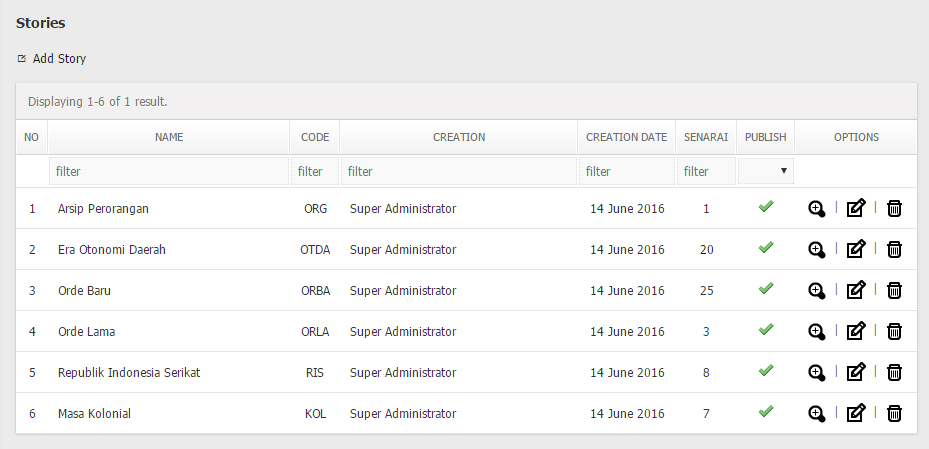 Stories
Add Story
Displaying 1-6 of 1 result.
NO NAME CODE CREATION CREATION DATE SENARAI PUBLISH OPTIONS
filter filter filter filter filter
1 Arsip Perorangan ORG Super Administrator 14 June 2016 1
2 Era Otonomi Daerah OTDA Super Administrator 14 June 2016 20
3 Orde Baru ORBA Super Administrator 14 June 2016 25
4 Orde Lama ORLA Super Administrator 14 June 2016 3
5 Republik Indonesia Serikat RIS Super Administrator 14 June 2016 8
6 Masa Kolonial KOL Super Administrator 14 June 2016 7